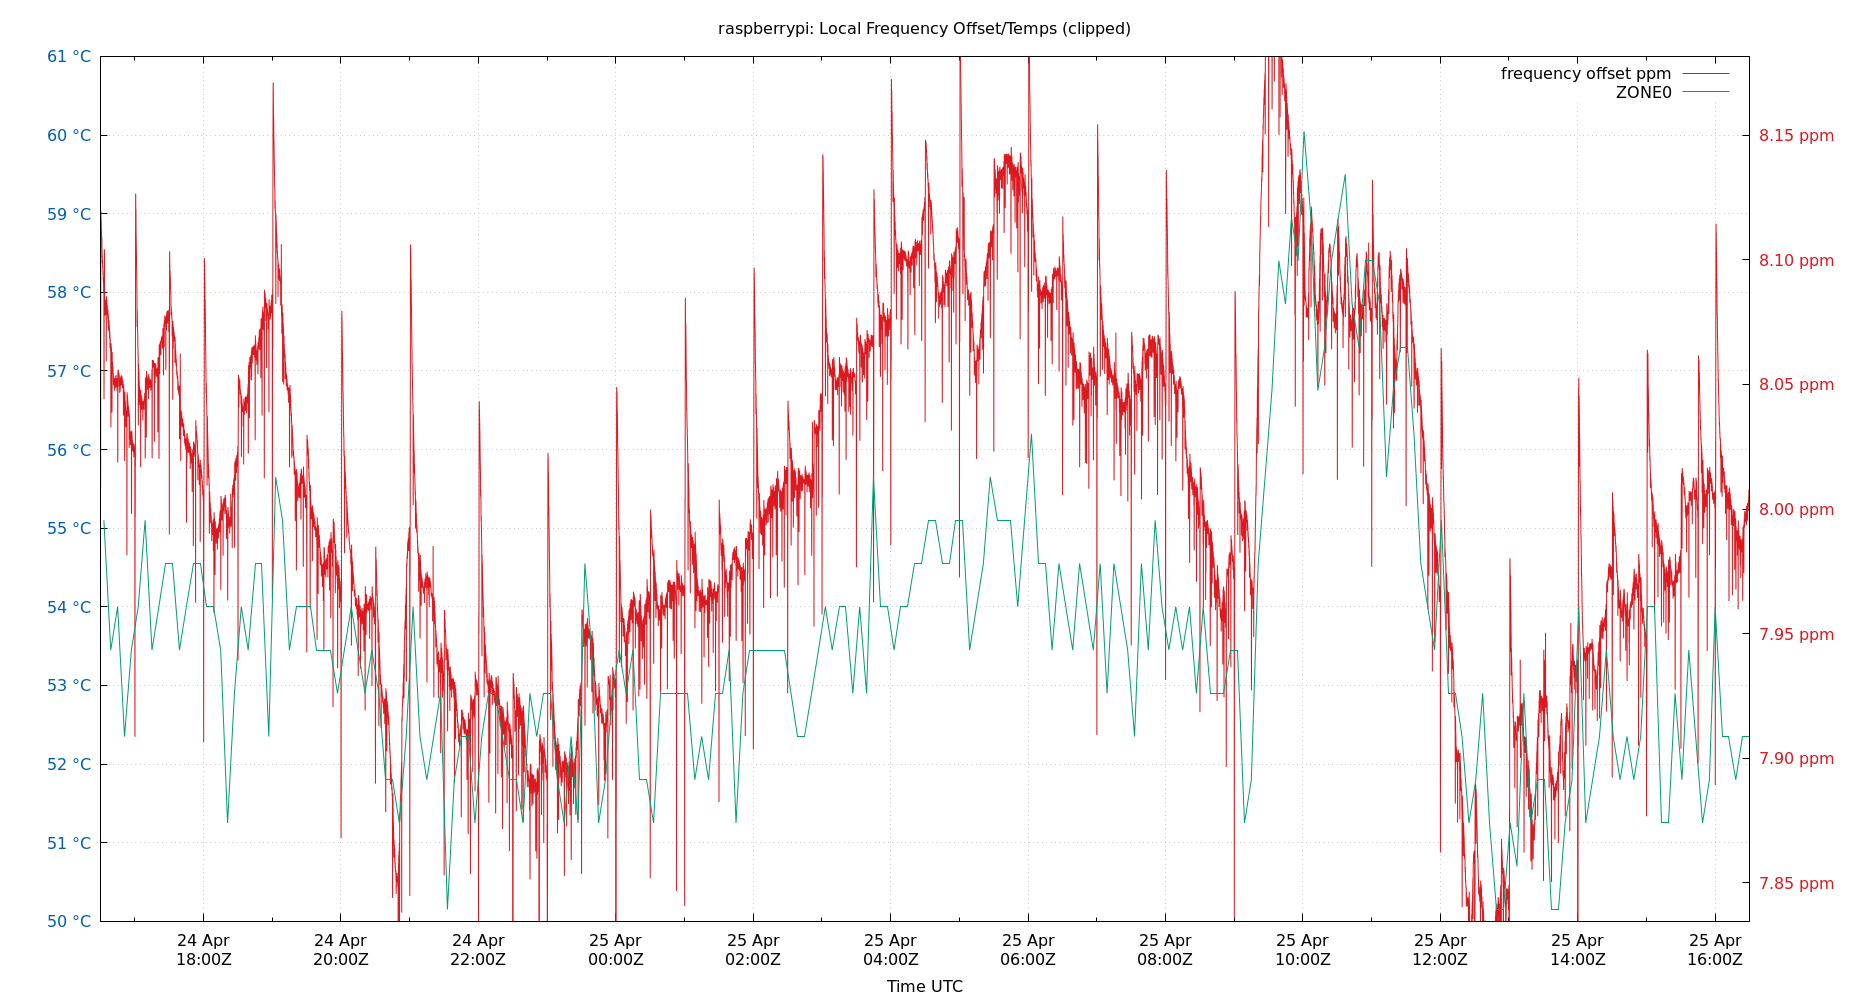 raspberrypi: Local Frequency Offset/Temps (clipped)
frequency offset ppm
ZONE0
61 °C
60 °C
59 °C
58 °C
57 °C
56 °C
55 °C
54 °C
53 °C
52 °C
51 °C
50 °C
8.15 ppm
8.10 ppm
8.05 ppm
8.00 ppm
7.95 ppm
7.90 ppm
7.85 ppm
24 Apr 24 Apr 24 Apr 25 Apr 25 Apr 25 Apr 25 Apr 25 Apr 25 Apr 25 Apr 25 Apr 25 Apr
18:00Z 20:00Z 22:00Z 00:00Z 02:00Z 04:00Z 06:00Z 08:00Z 10:00Z 12:00Z 14:00Z 16:00Z
Time UTC